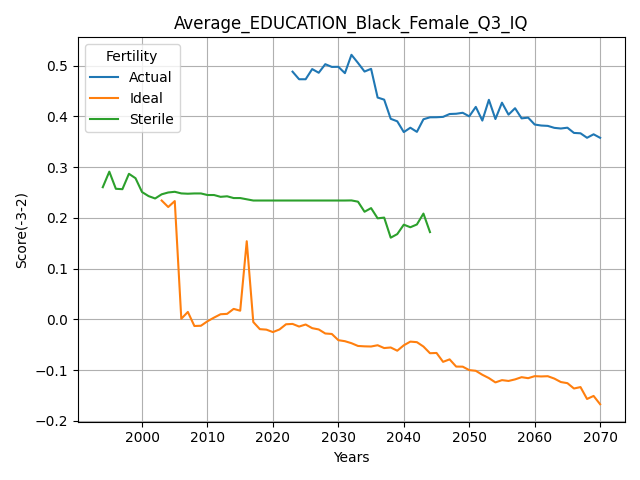 Average_EDUCATION_Black_Female_Q3_IQ
Fertility
Actual
Ideal
Sterile
Score(-3-2)
0.5
0.4
0.3
0.2
0.1
0.0
−0.1
−0.2
2000 2010 2020 2030 2040 2050 2060 2070
Years